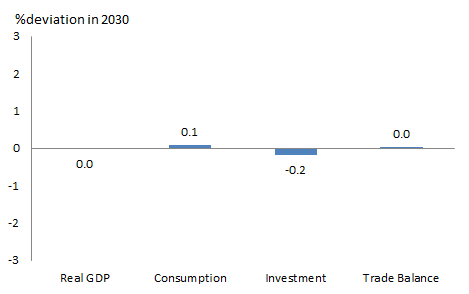 %deviation in 2030
3
2
1
0
-1
-2
-3
0.0
0.1
-0.2
0.0
Real GDP
Consumption
Investment
Trade Balance